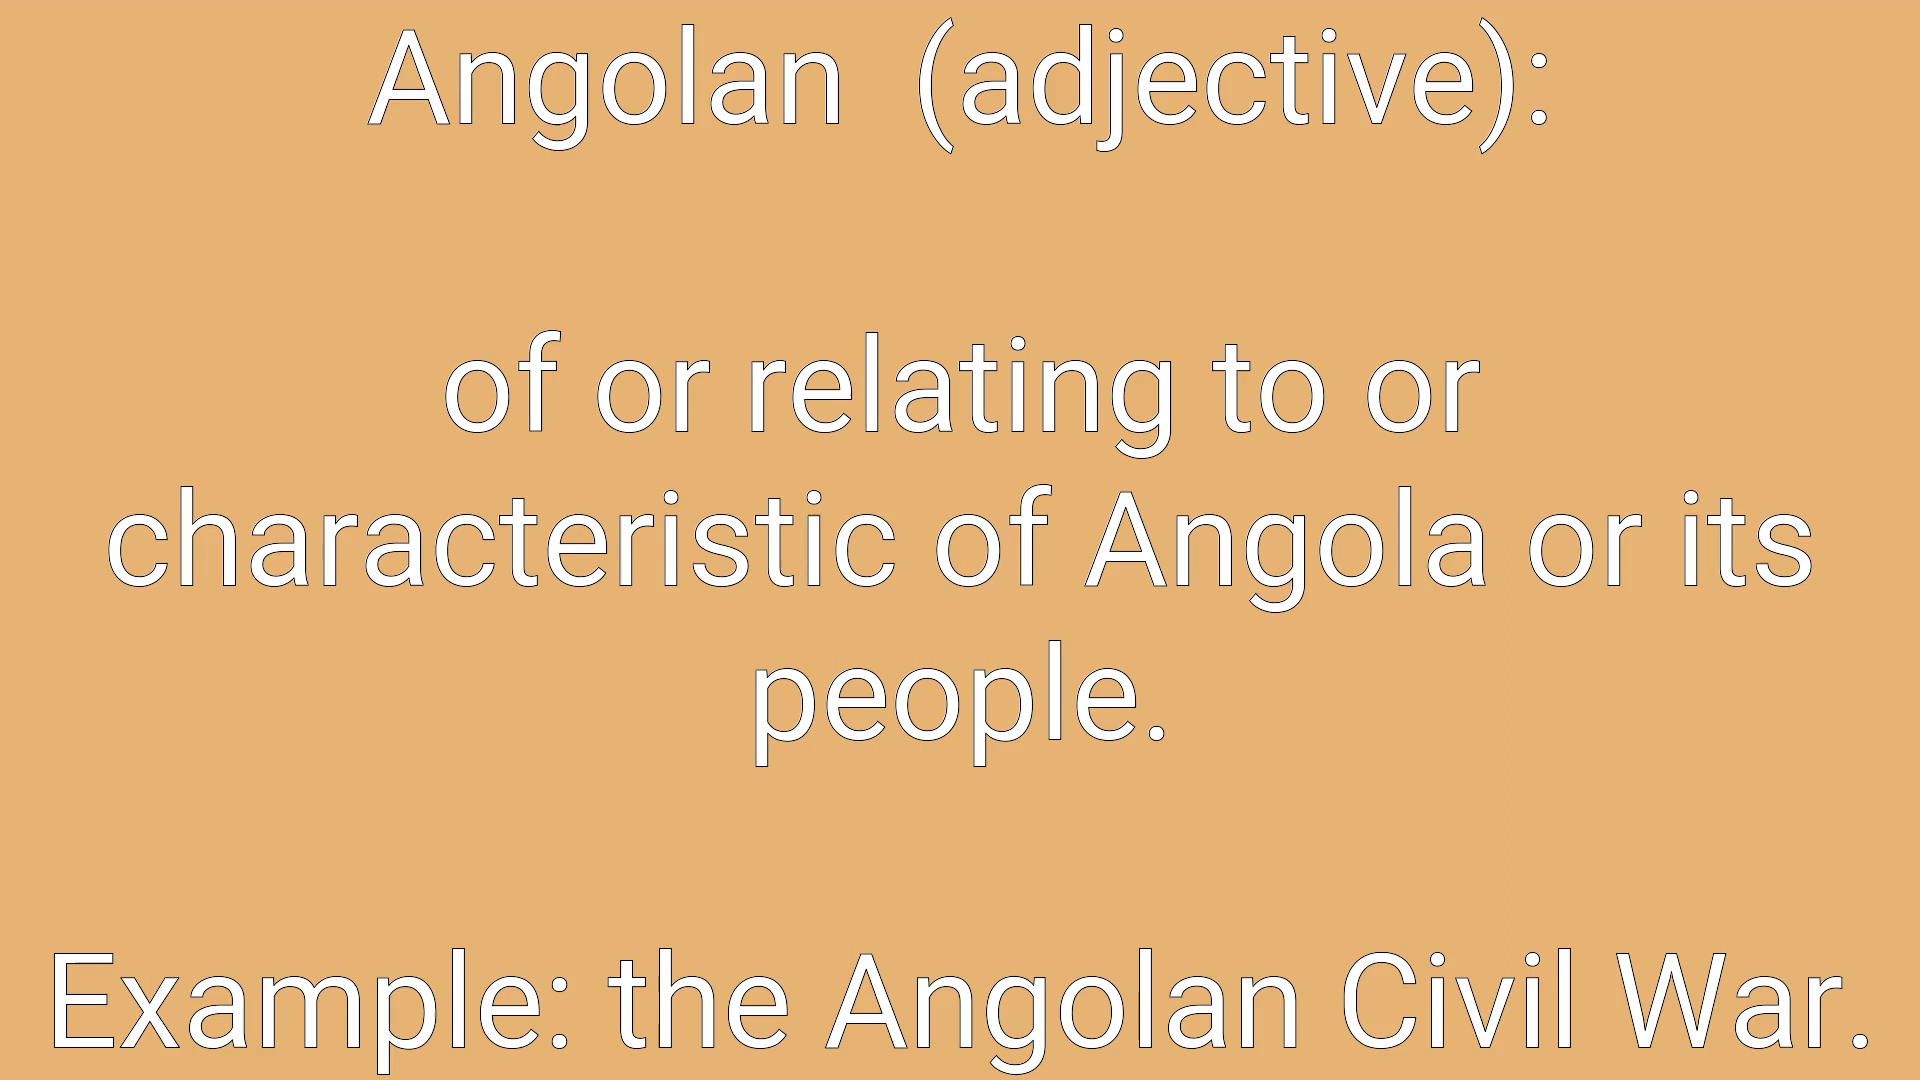 Angolan  (adjective):
of or relating to or
characteristic of Angola or its
people.
Example: the Angolan Civil War.